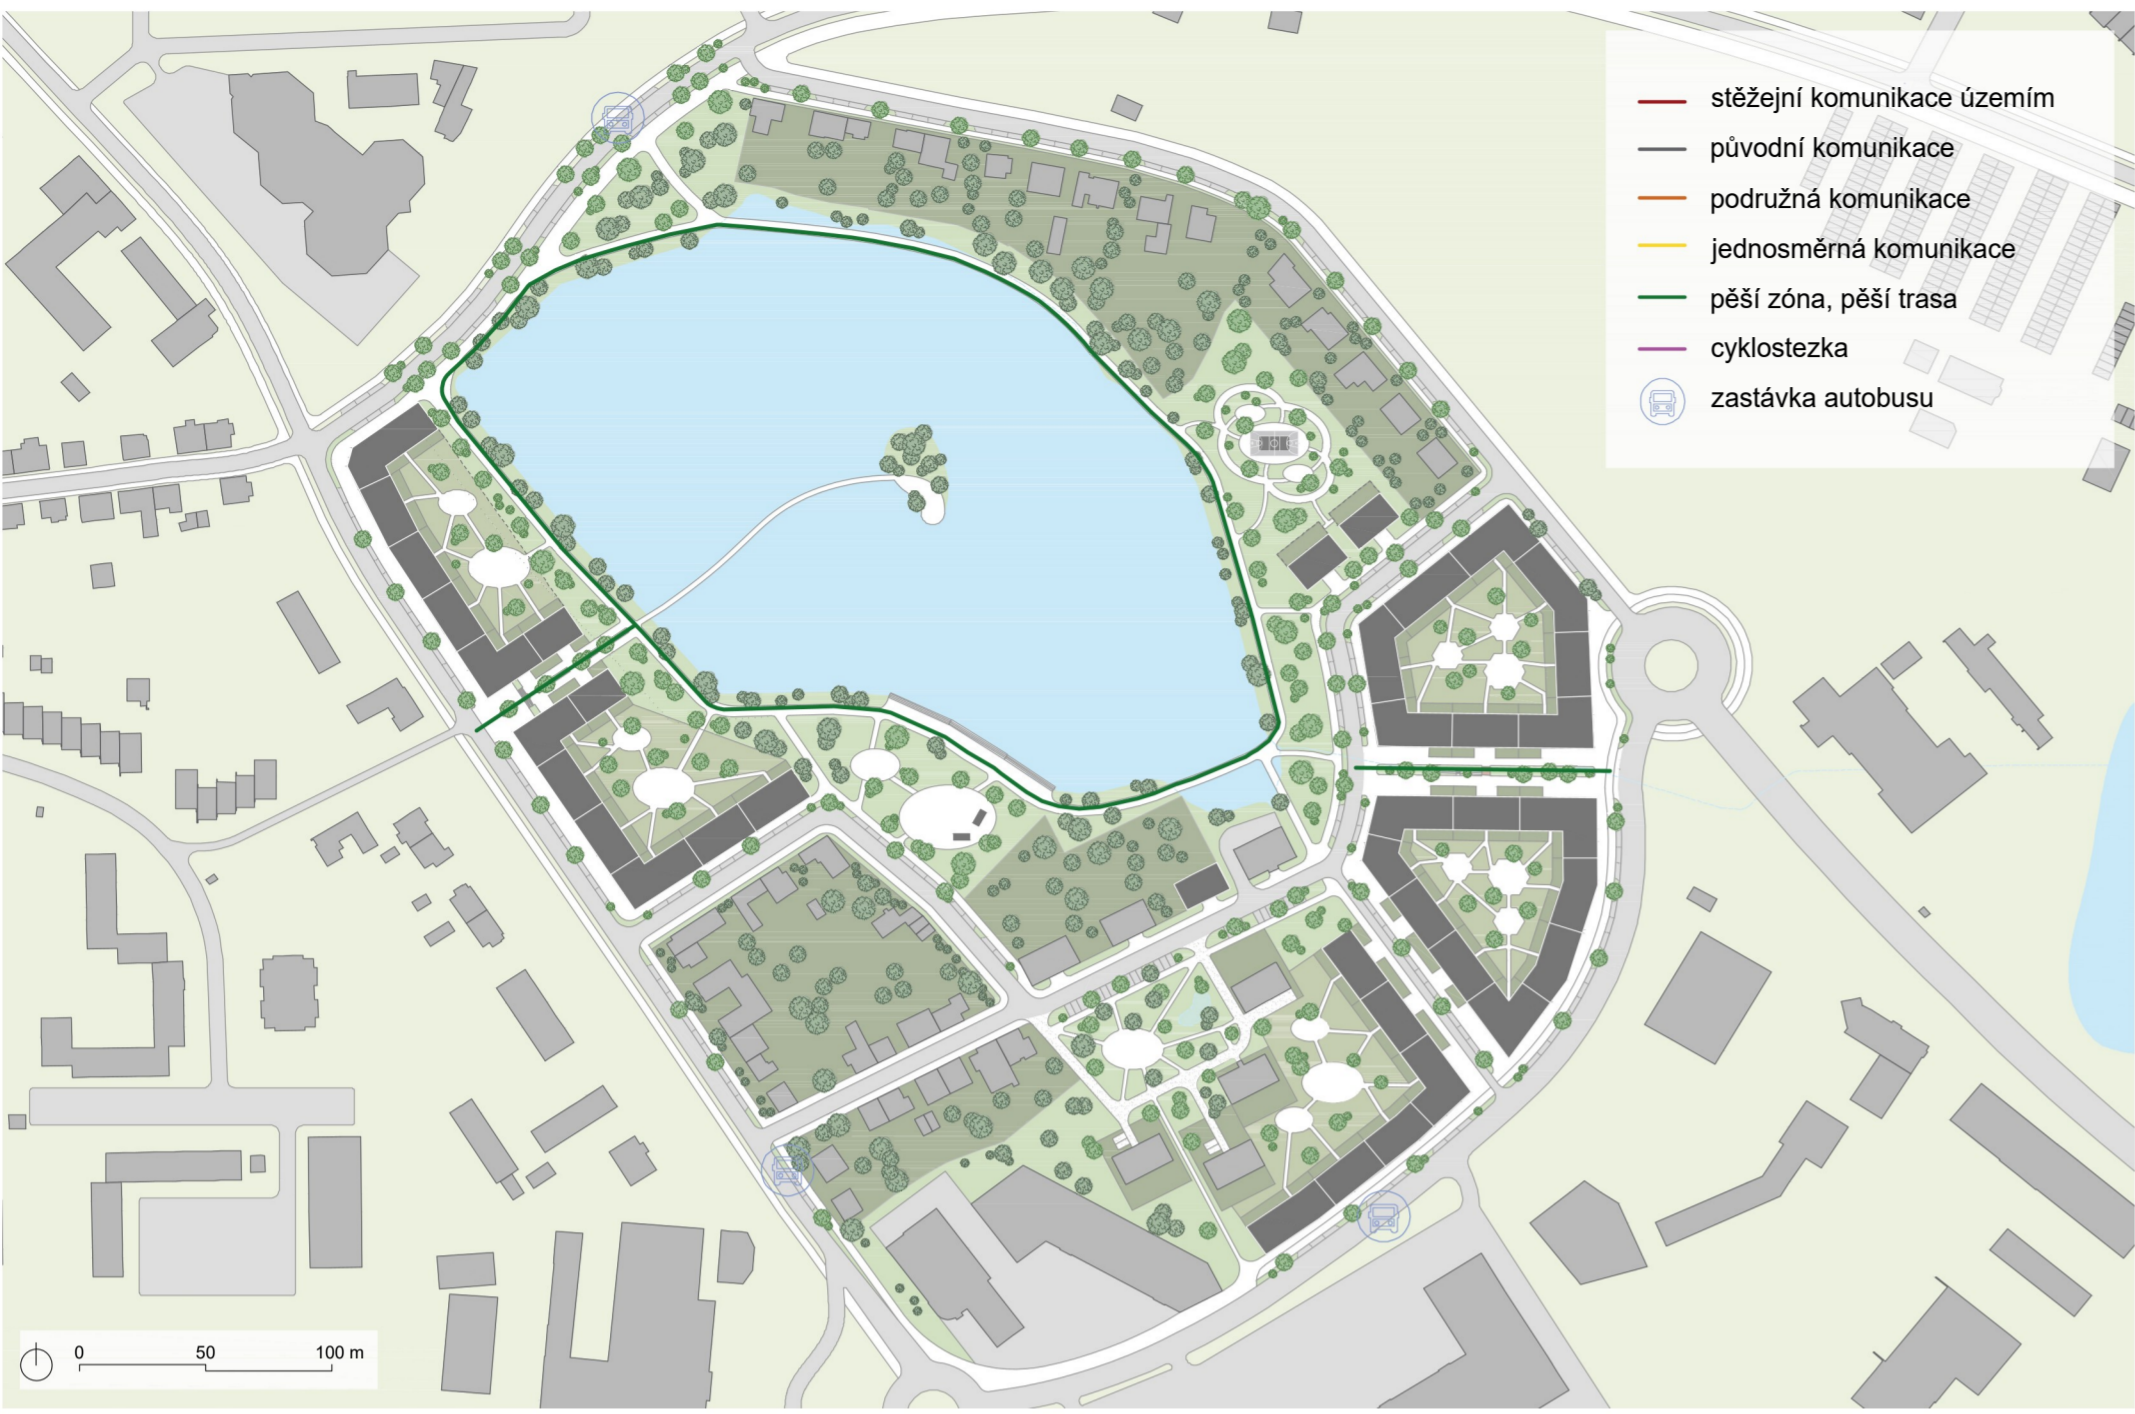 stěžejní komunikace územím
původní komunikace
podružná komunikace
jednosměrná komunikace
pěší zóna, pěší trasa
cyklostezka
zastávka autobusu
0 50 100 m